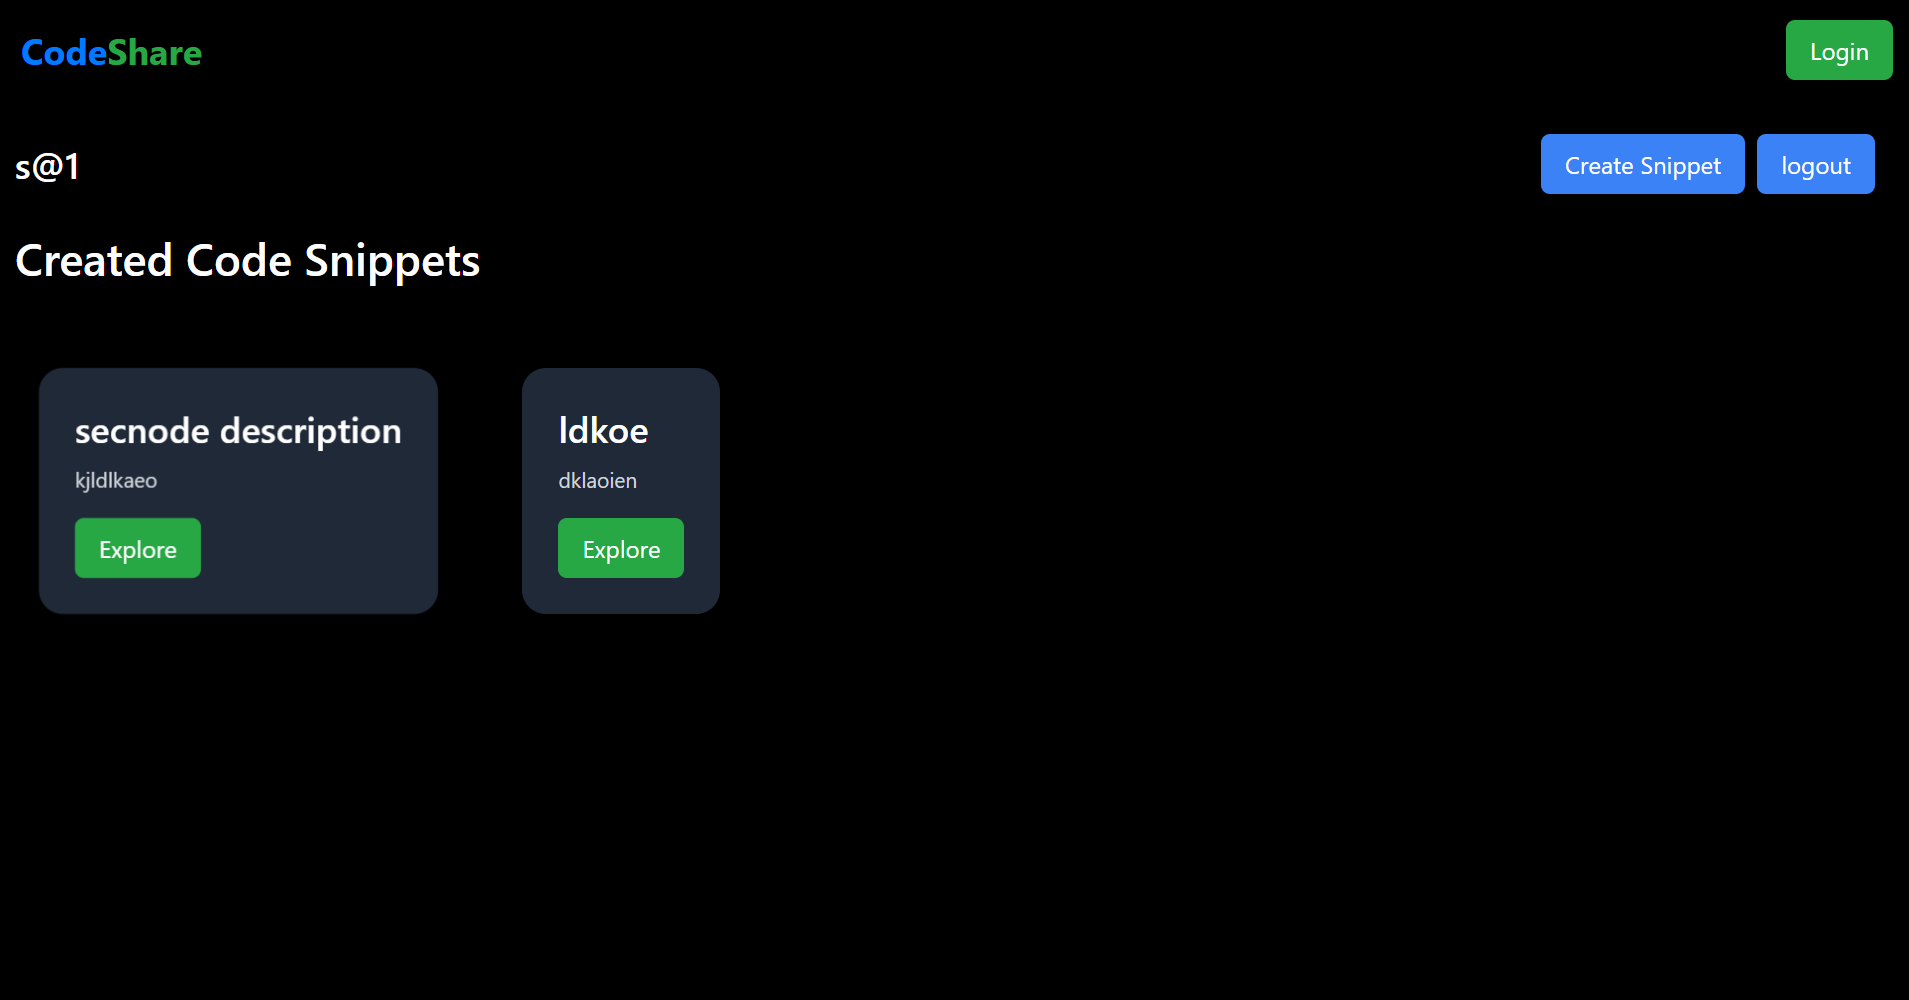 CodeShare
Login
s@1
Create Snippet
logout
Created Code Snippets
secnode description
kjldlkaeo
Explore
ldkoe
dklaoien
Explore